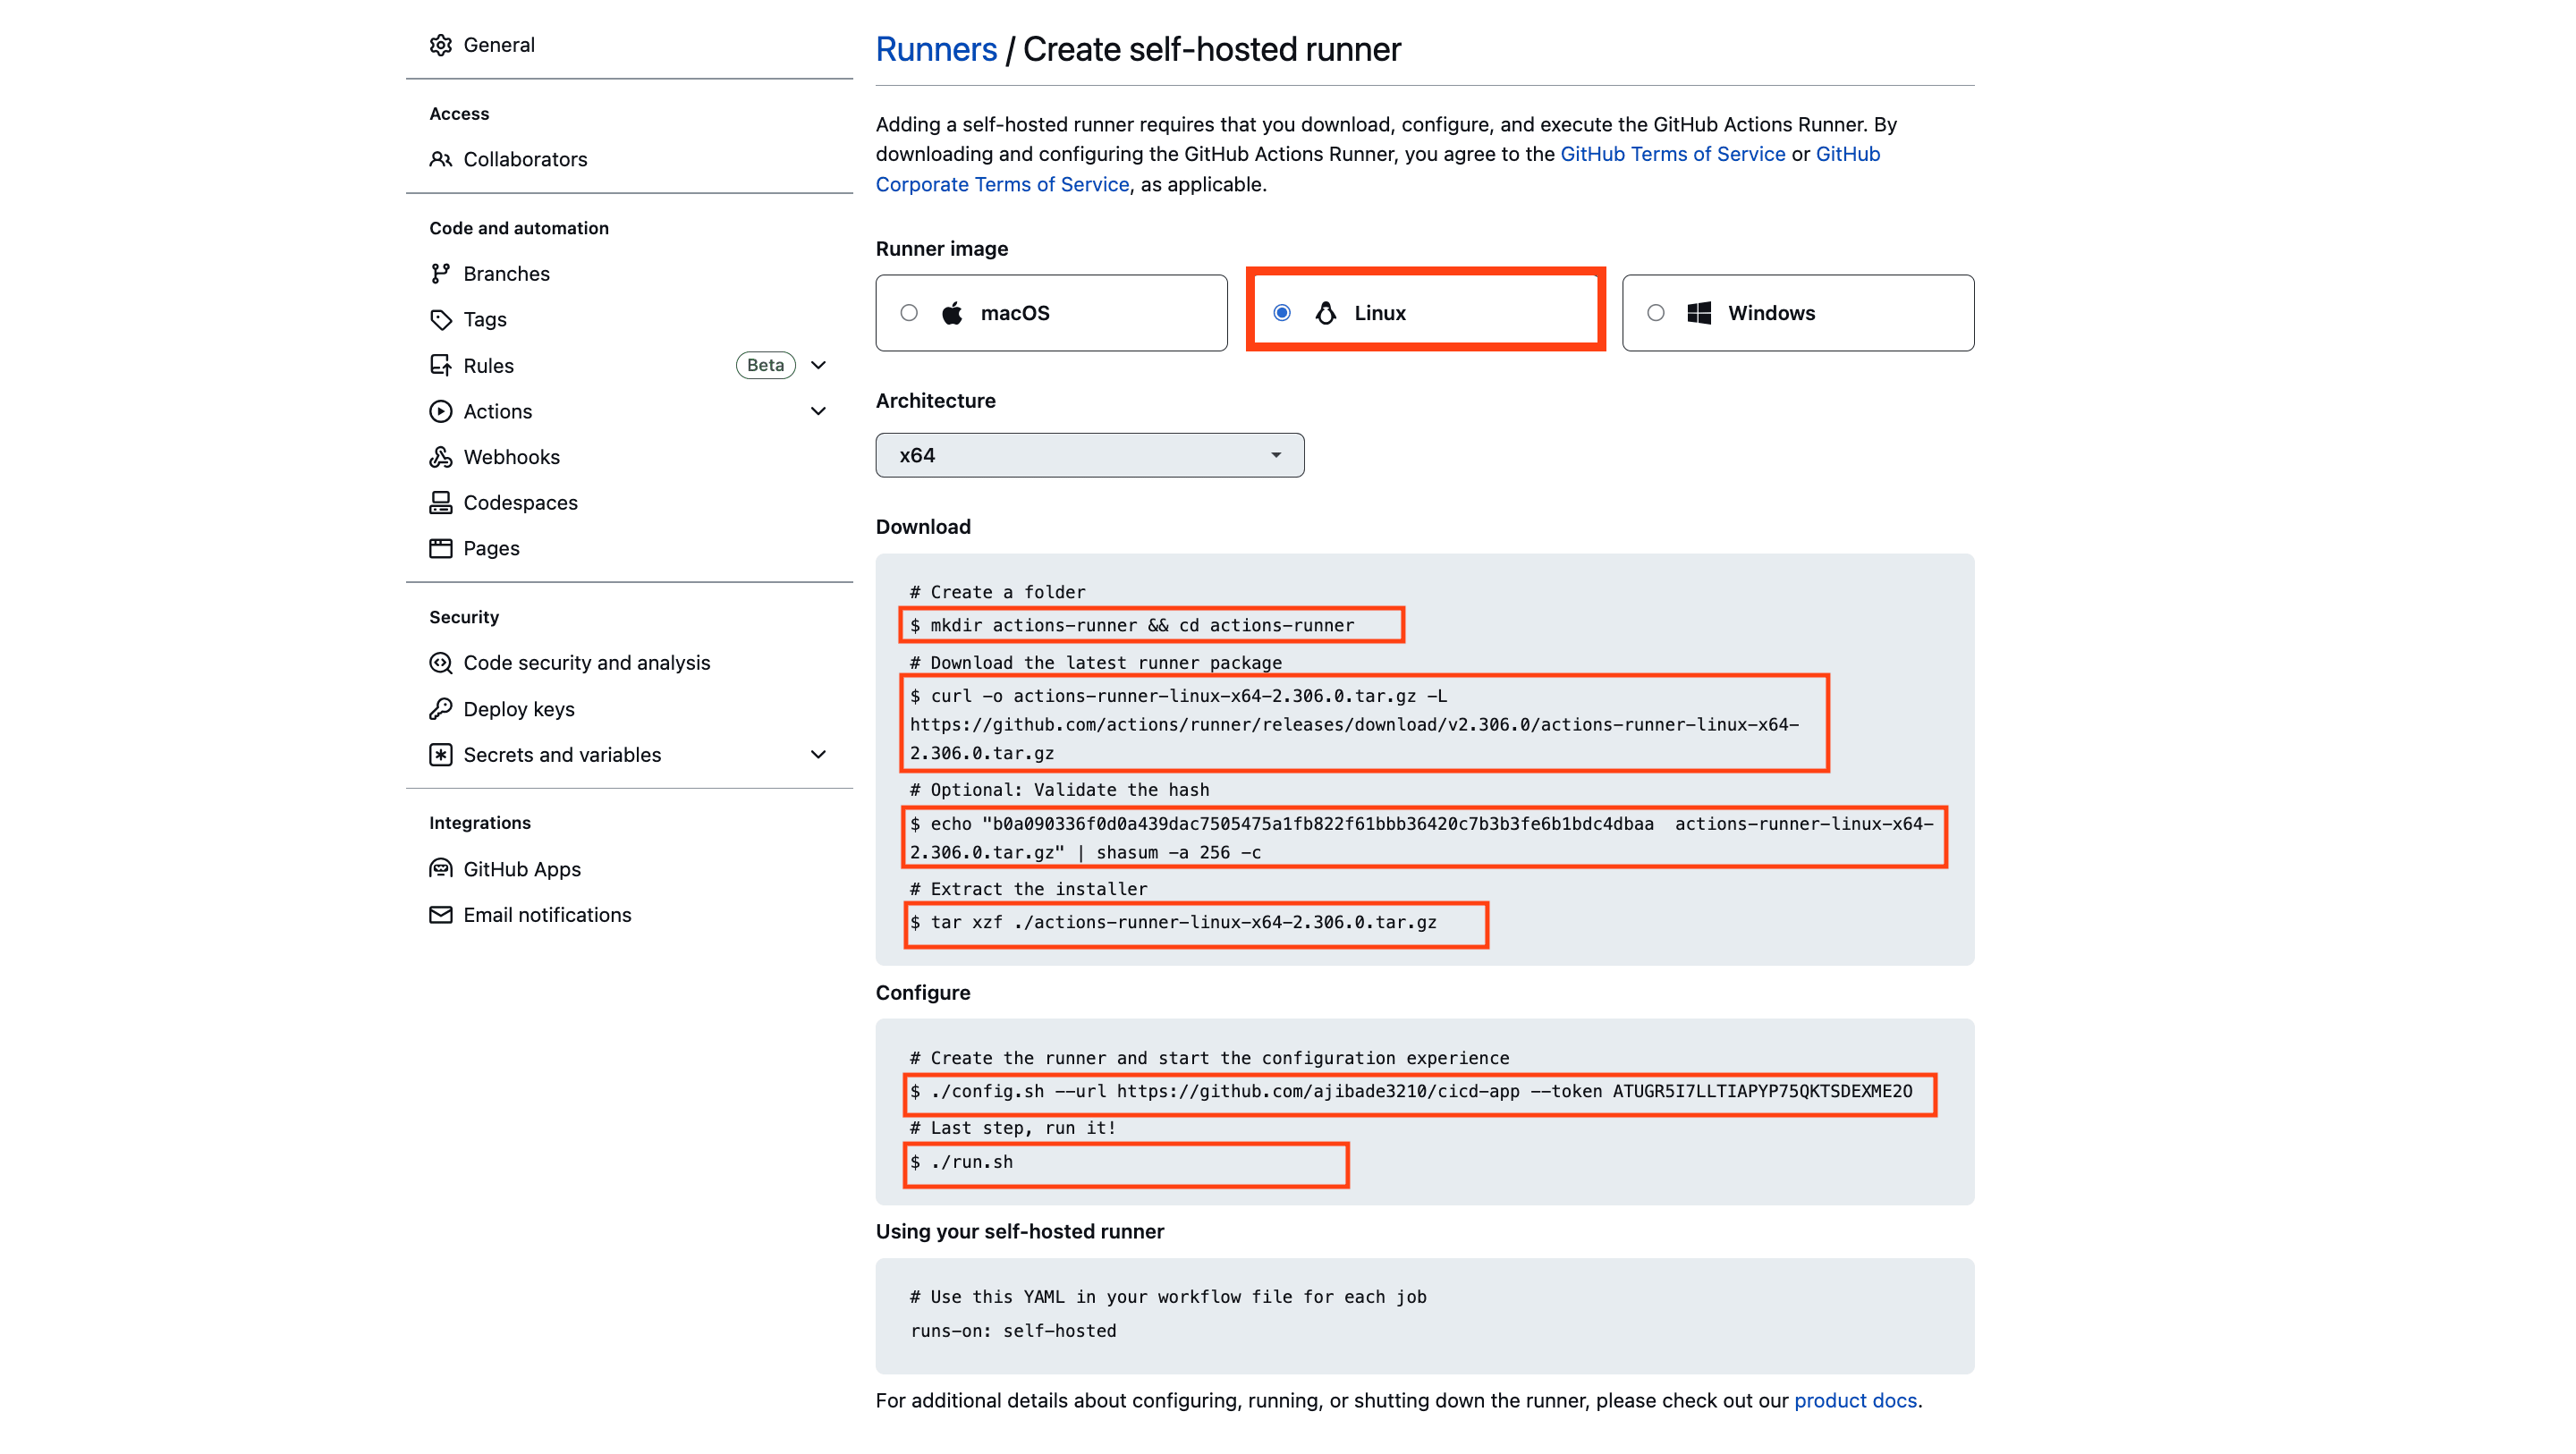 General
Access
Collaborators
Code and automation
Branches
Tags
Rules Beta
Actions
Webhooks
Codespaces
Pages
Security
Code security and analysis
Deploy keys
Secrets and variables
Integrations
GitHub Apps
Email notifications
Runners / Create self-hosted runner
Adding a self-hosted runner requires that you download, configure, and execute the GitHub Actions Runner. By
downloading and configuring the GitHub Actions Runner, you agree to the GitHub Terms of Service or GitHub
Corporate Terms of Service, as applicable.
Runner image
macOS Linux Windows
Architecture
x64
Download
# Create a folder
$ mkdir actions-runner && cd actions-runner
# Download the latest runner package
$ curl -o actions-runner-linux-x64-2.306.0.tar.gz -L
https://github.com/actions/runner/releases/download/v2.306.0/actions-runner-linux-x64-
2.306.0.tar.gz
# Optional: Validate the hash
$ echo "b0a090336f0d0a439dac7505475a1fb822f61bbb36420c7b3b3fe6b1bdc4dbaa  actions-runner-linux-x64-
2.306.0.tar.gz" | shasum -a 256 -c
# Extract the installer
$ tar xzf ./actions-runner-linux-x64-2.306.0.tar.gz
Configure
# Create the runner and start the configuration experience
$ ./config.sh --url https://github.com/ajibade3210/cicd-app --token ATUGR5I7LLTIAPYP75QKTSDEXME2O
# Last step, run it!
$ ./run.sh
Using your self-hosted runner
# Use this YAML in your workflow file for each job
runs-on: self-hosted
For additional details about configuring, running, or shutting down the runner, please check out our product docs.